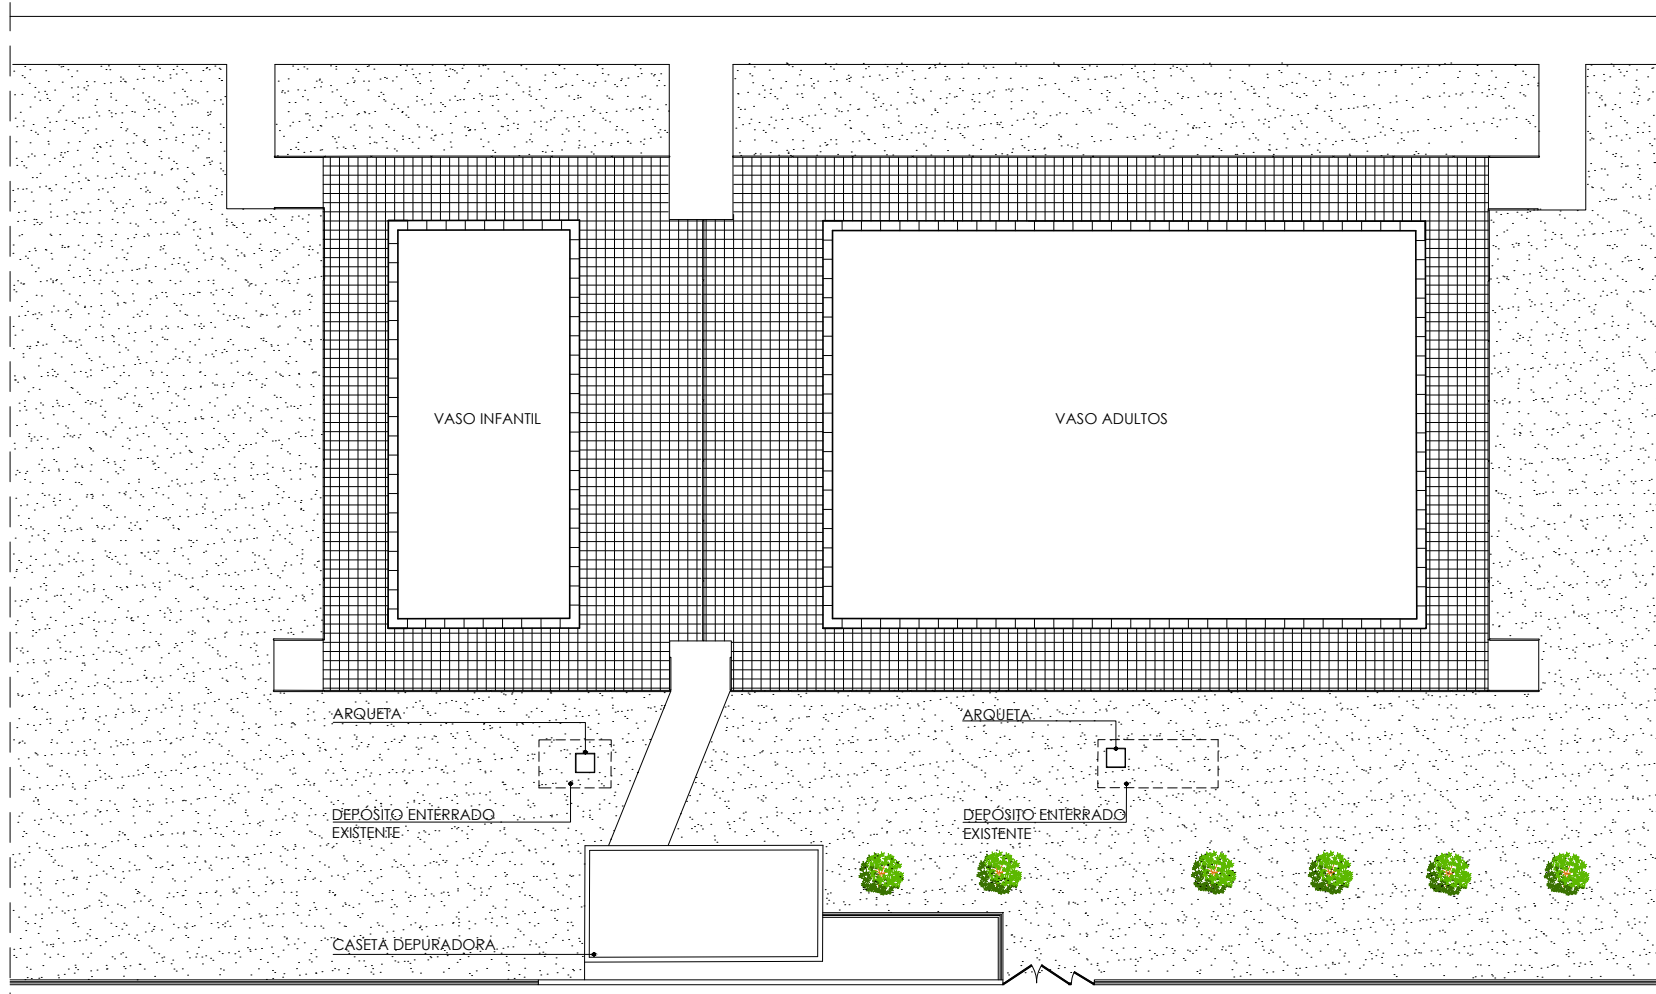 VASO INFANTIL
VASO ADULTOS
ARQUETA
ARQUETA
DEPÓSITO ENTERRADO
EXISTENTE
DEPÓSITO ENTERRADO
EXISTENTE
CASETA DEPURADORA